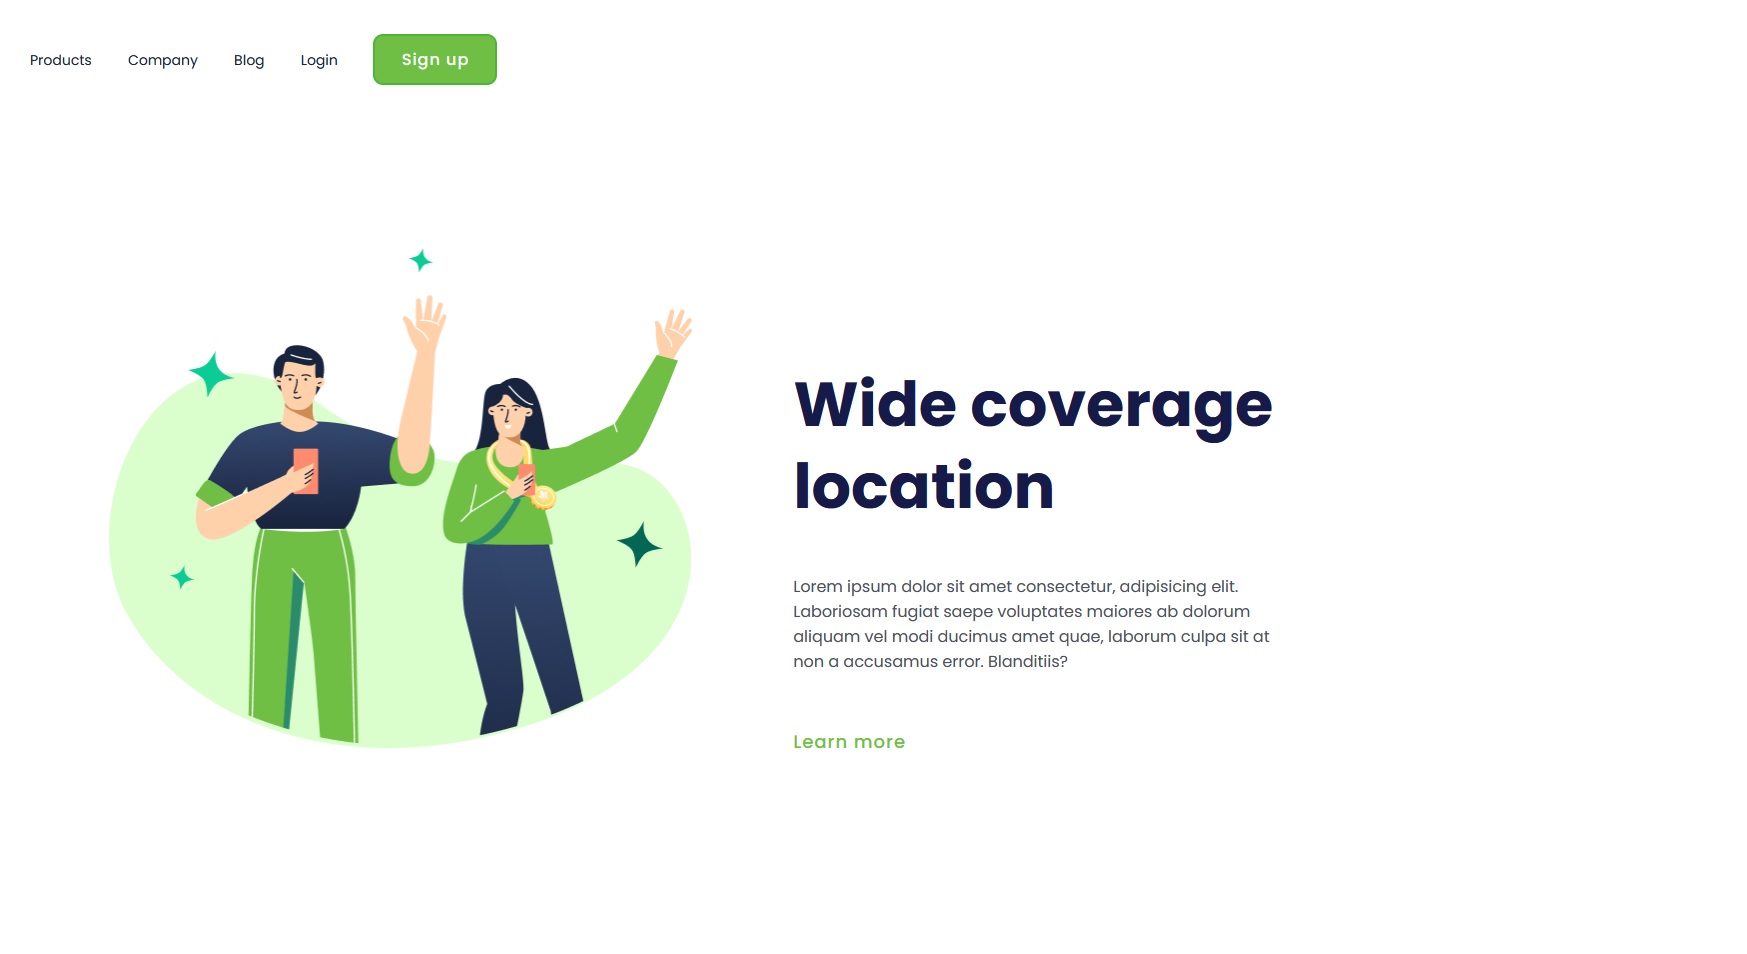 Products Company Blog Login Sign up
Wide coverage
location
Lorem ipsum dolor sit amet consectetur, adipisicing elit.
Laboriosam fugiat saepe voluptates maiores ab dolorum
aliquam vel modi ducimus amet quae, laborum culpa sit at
non a accusamus error. Blanditiis?
Learn more